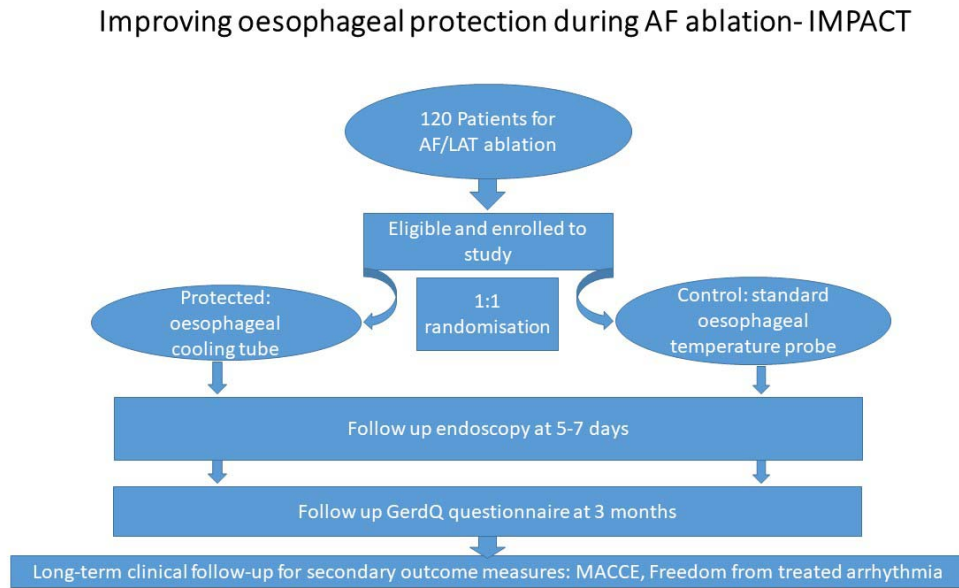 Improving oesophageal protection during AF ablation- IMPACT
120 Patients for
AF/LAT ablation
Eligible and enrolled to
study
1:1
randomisation
Protected:
oesophageal
cooling tube
Control: standard
oesophageal
temperature probe
Follow up endoscopy at 5-7 days
Follow up GerdQ questionnaire at 3 months
Long-term clinical follow-up for secondary outcome measures: MACCE, Freedom from treated arrhythmia